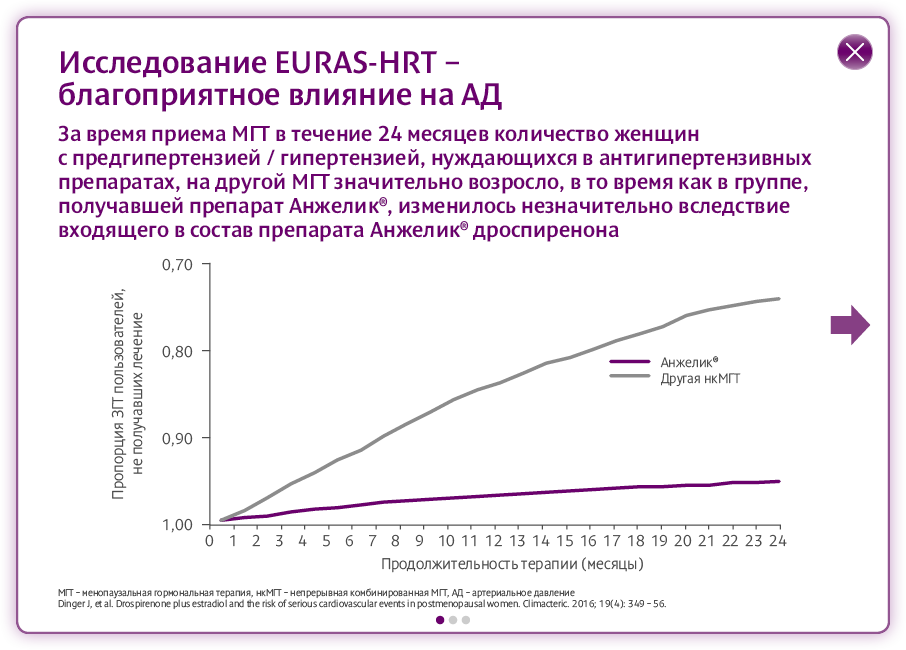 Исследование EURAS-HRT –
благоприятное влияние на АД
За время приема МГТ в течение 24 месяцев количество женщин
с предгипертензией / гипертензией, нуждающихся в антигипертензивных
препаратах, на другой МГТ значительно возросло, в то время как в группе,
получавшей препарат Анжелик®, изменилось незначительно вследствие
входящего в состав препарата Анжелик® дроспиренона
Пропорция ЗГТ пользователей,
не получавших лечение
0,70
0,80
0,90
1,00
Анжелик®
Другая нкМГТ
0 1 2 3 4 5 6 7 8 9 10 11 12 13 14 15 16 17 18 19 20 21 22 23 24
Продолжительность терапии (месяцы)
МГТ – ненопаузальная гормональная терапия, нкМГТ – непрерывная комбинированная МГТ, АД – артериальное давление
Dinger J, et al. Drospirenone plus estradiol and the risk of serious cardiovascular events in postmenopausal women. Climacteric. 2016; 19(4): 349 – 56.